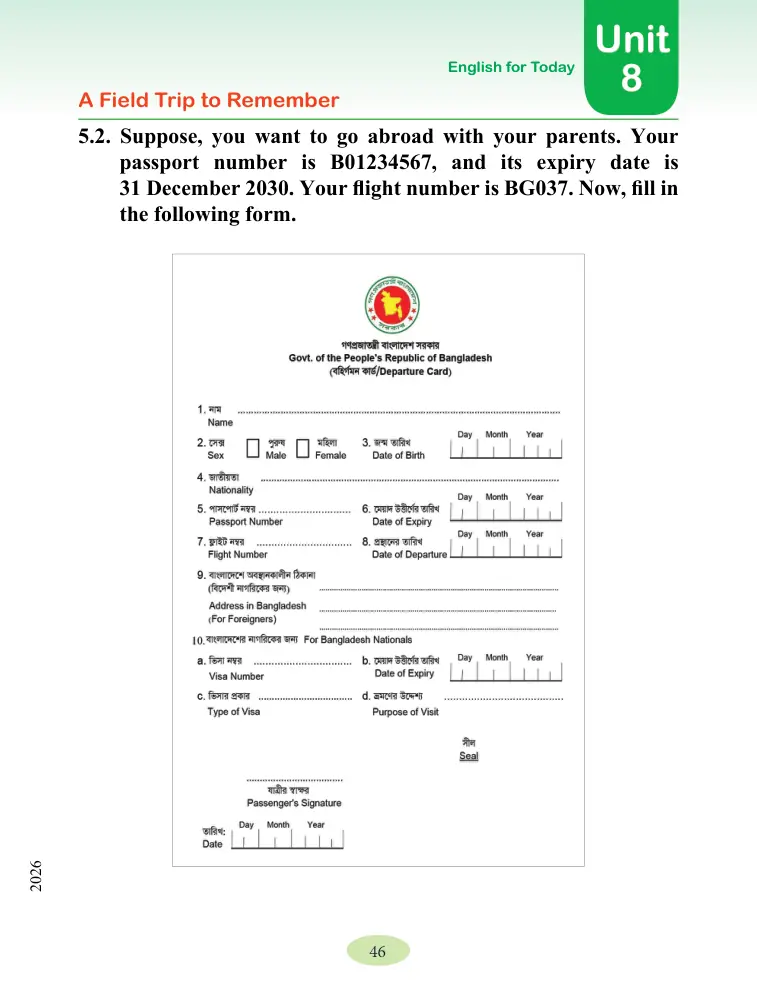 Unit
8
English for Today
A Field Trip to Remember
5.2. Suppose, you want to go abroad with your parents. Your
passport number is B01234567, and its expiry date is
31 December 2030. Your flight number is BG037. Now, fill in
the following form.
গণপ্রজাতন্ত্রী বাংলাদেশ সরকার
গণপ্রজাতন্ত্রী বাংলাদেশ সরকার
Govt. of the People's Republic of Bangladesh
(বহির্গমন কার্ড/Departure Card)
1. নাম ........................................................................
Name
2. সেক্স পুরুষ মহিলা 3. জন্ম তারিখ Day Month Year
Sex Male Female Date of Birth
4. জাতীয়তা ........................................................................
Nationality
5. পাসপোর্ট নম্বর ............................... 6. মেয়াদ উত্তীর্ণের তারিখ Day Month Year
Passport Number Date of Expiry
7. ফ্লাইট নম্বর ................................ 8. প্রস্থানের তারিখ Day Month Year
Flight Number Date of Departure
9. বাংলাদেশে অবস্থানকালীন ঠিকানা
(বিদেশী নাগরিকের জন্য) ........................................................................
Address in Bangladesh ........................................................................
(For Foreigners)
........................................................................
10. বাংলাদেশের নাগরিকের জন্য For Bangladesh Nationals
a. ভিসা নম্বর ................................. b. মেয়াদ উত্তীর্ণের তারিখ Day Month Year
Visa Number Date of Expiry
c. ভিসার প্রকার ................................ d. ভ্রমণের উদ্দেশ্য ........................................
Type of Visa Purpose of Visit
সীল
Seal
.................................
যাত্রীর স্বাক্ষর
Passenger's Signature
তারিখ: Day Month Year
Date
2026
46